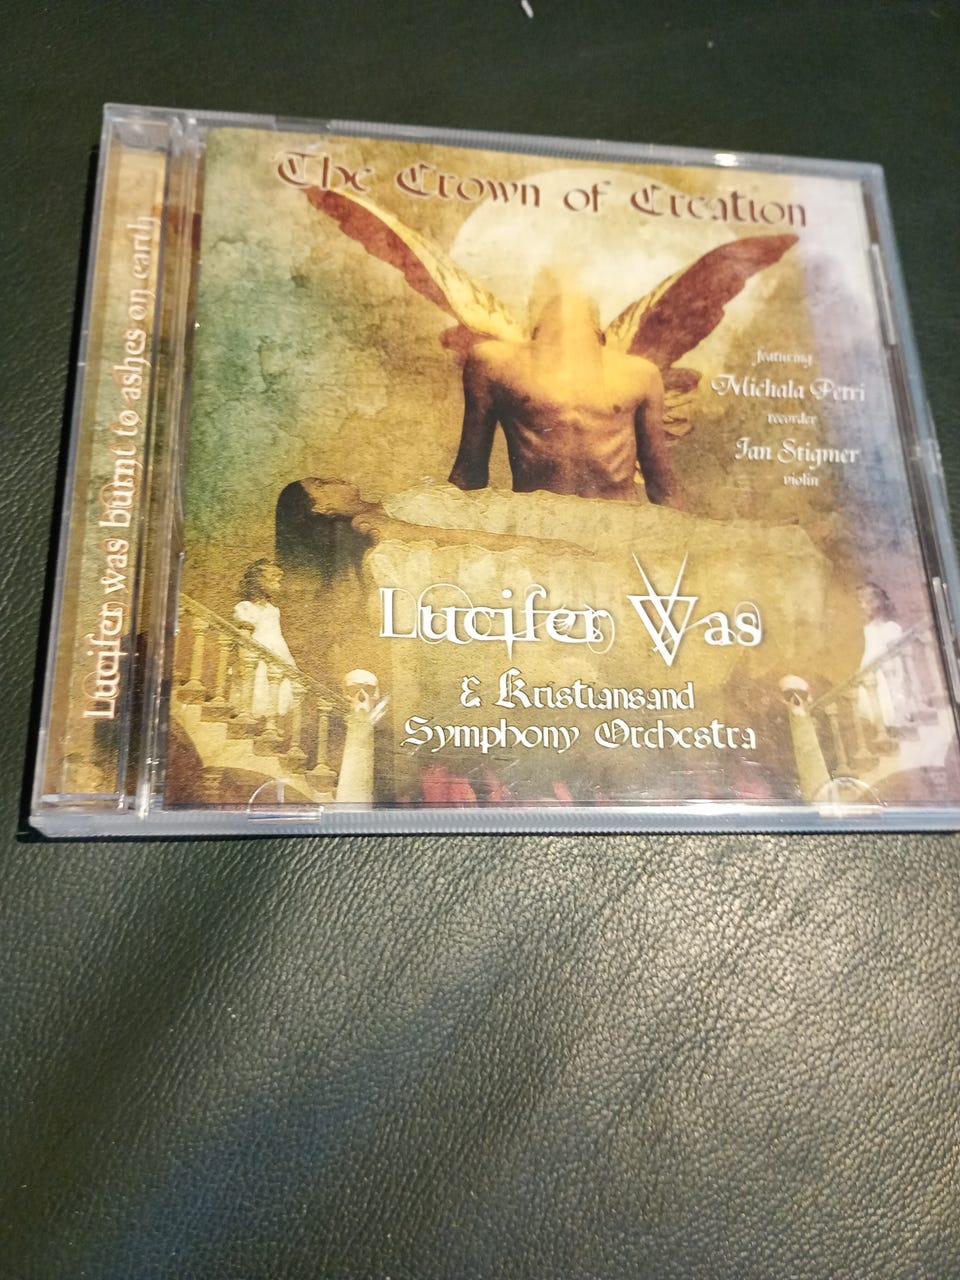 Lucifer was burnt to ashes on earth
The Crown of Creation
featuring
Michala Petri
recorder
Jan Stigmer
violin
Lucifer Was
& Kristiansand
Symphony Orchestra